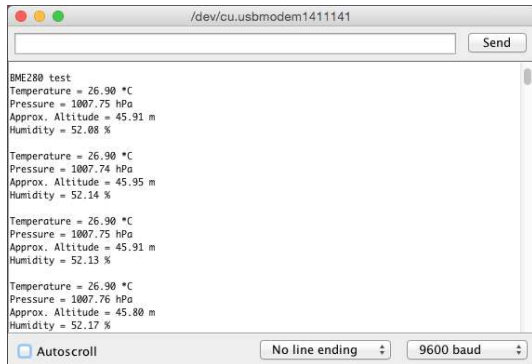 /dev/cu.usbmodem1411141
Send
BME280 test
Temperature = 26.90 *C
Pressure = 1007.75 hPa
Approx. Altitude = 45.91 m
Humidity = 52.08 %
Temperature = 26.90 *C
Pressure = 1007.74 hPa
Approx. Altitude = 45.95 m
Humidity = 52.14 %
Temperature = 26.90 *C
Pressure = 1007.75 hPa
Approx. Altitude = 45.91 m
Humidity = 52.13 %
Temperature = 26.90 *C
Pressure = 1007.76 hPa
Approx. Altitude = 45.80 m
Humidity = 52.17 %
Autoscroll No line ending 9600 baud